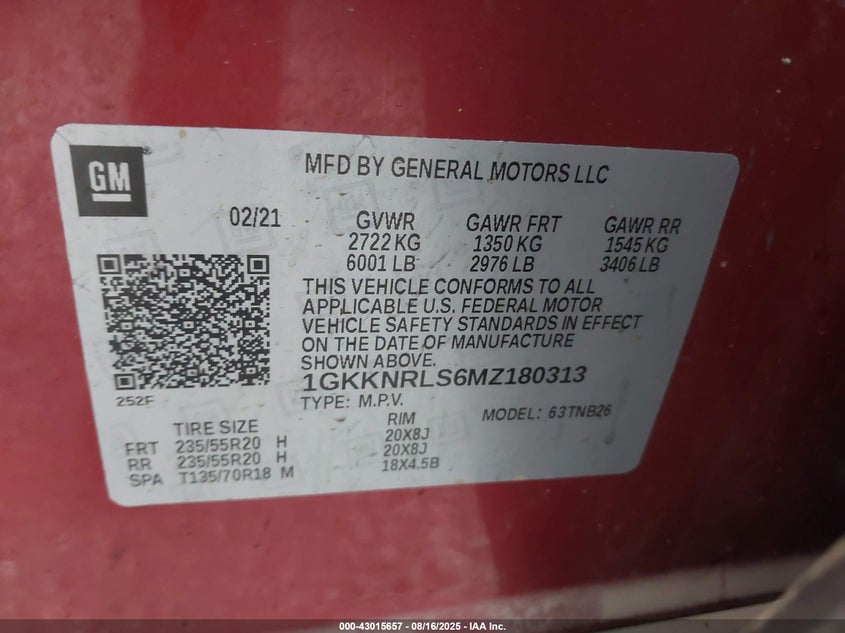 GM
MFD BY GENERAL MOTORS LLC
02/21
GVWR GAWR FRT GAWR RR
2722 KG 1350 KG 1545 KG
6001 LB 2976 LB 3406 LB
THIS VEHICLE CONFORMS TO ALL
APPLICABLE U.S. FEDERAL MOTOR
VEHICLE SAFETY STANDARDS IN EFFECT
ON THE DATE OF MANUFACTURE
SHOWN ABOVE.
1GKKNRLS6MZ180313
252F
TYPE: M.P.V. MODEL: 63TNB26
TIRE SIZE RIM
FRT 235/55R20 H 20X8J
RR 235/55R20 H 20X8J
SPA T135/70R18 M 18X4.5B
000-43015657 - 08/16/2025 - IAA Inc.